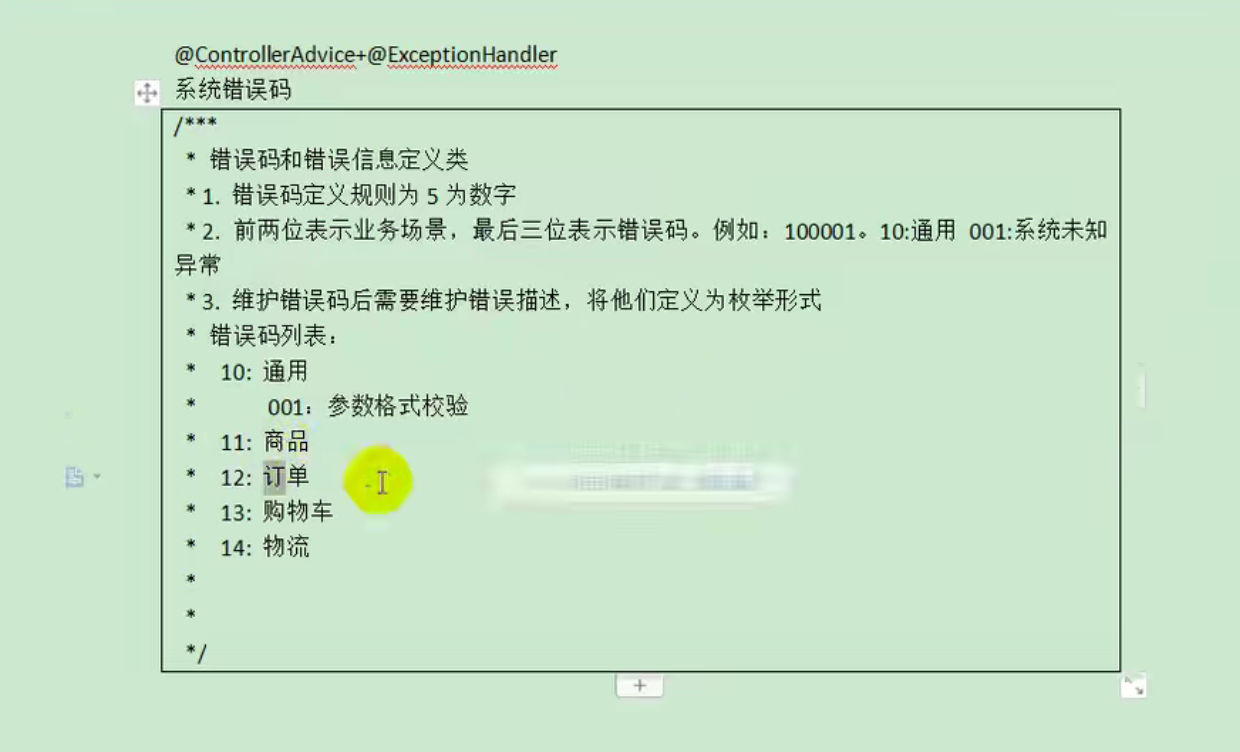 @ControllerAdvice+@ExceptionHandler
系统错误码
/***
* 错误码和错误信息定义类
* 1. 错误码定义规则为 5 为数字
* 2. 前两位表示业务场景，最后三位表示错误码。例如：100001。10:通用 001:系统未知
异常
* 3. 维护错误码后需要维护错误描述，将他们定义为枚举形式
* 错误码列表：
* 10: 通用
* 001：参数格式校验
* 11: 商品
* 12: 订单
* 13: 购物车
* 14: 物流
*
*
*/